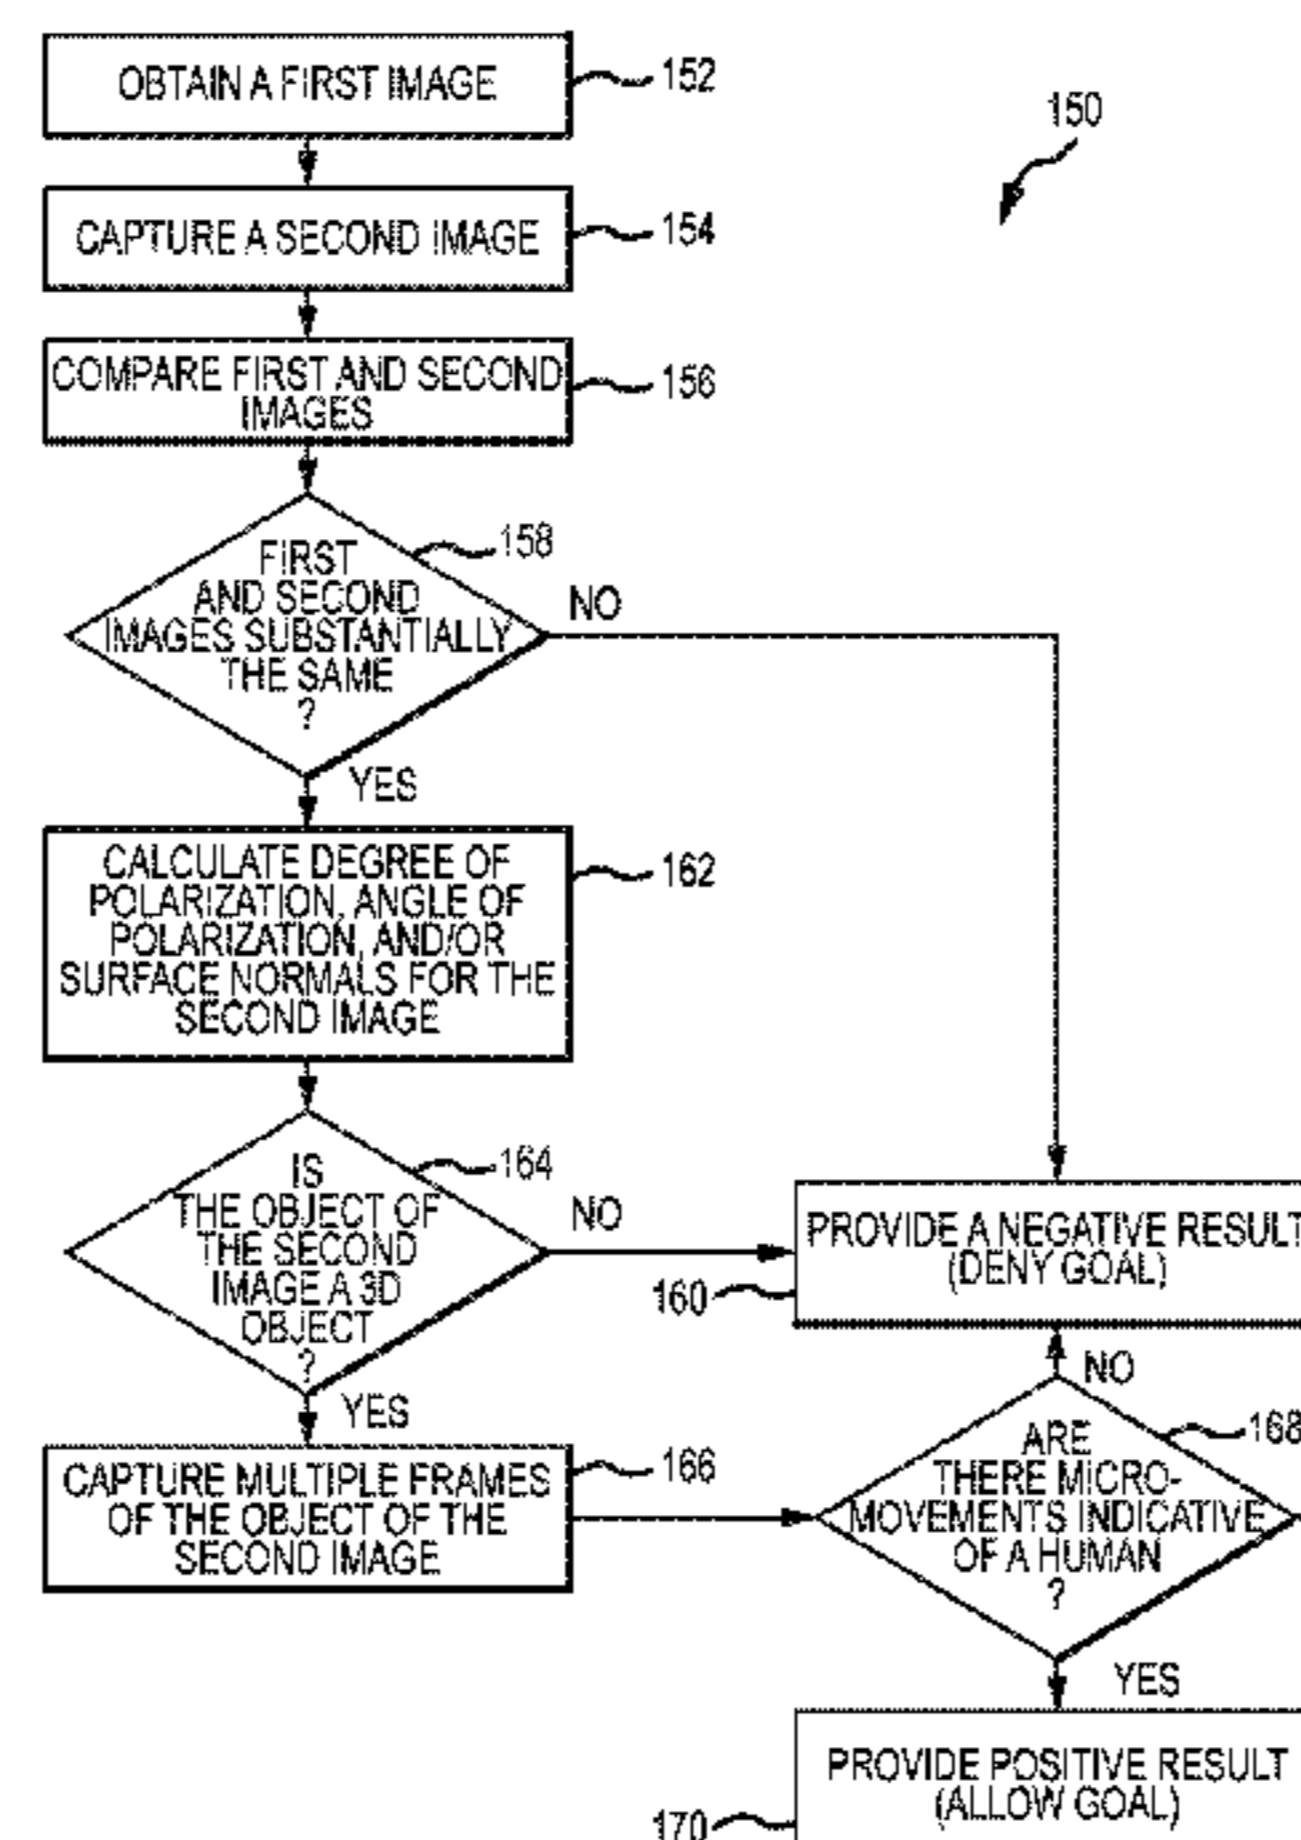 OBTAIN A FIRST IMAGE
152
150
CAPTURE A SECOND IMAGE
154
COMPARE FIRST AND SECOND
IMAGES
156
FIRST
AND SECOND
IMAGES SUBSTANTIALLY
THE SAME
?
158
NO
YES
CALCULATE DEGREE OF
POLARIZATION, ANGLE OF
POLARIZATION, AND/OR
SURFACE NORMALS FOR THE
SECOND IMAGE
162
IS
THE OBJECT OF
THE SECOND
IMAGE A 3D
OBJECT
?
164
NO
YES
PROVIDE A NEGATIVE RESULT
(DENY GOAL)
160
CAPTURE MULTIPLE FRAMES
OF THE OBJECT OF THE
SECOND IMAGE
166
NO
ARE
THERE MICRO-
MOVEMENTS INDICATIVE
OF A HUMAN
?
168
YES
PROVIDE POSITIVE RESULT
(ALLOW GOAL)
170